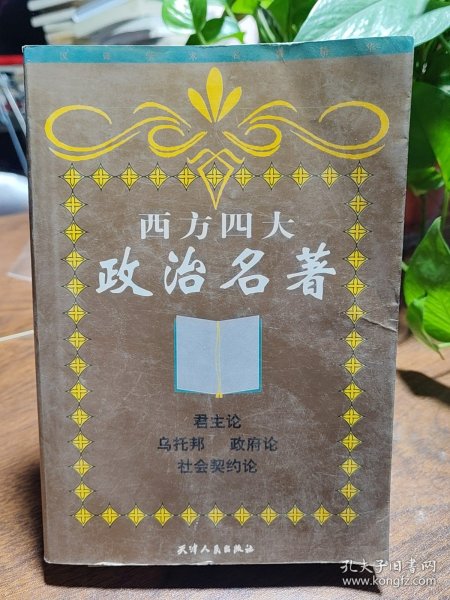 西方四大
政治名著
君主论
乌托邦 政府论
社会契约论
天津人民出版社
孔夫子旧书网
www.kongfz.com